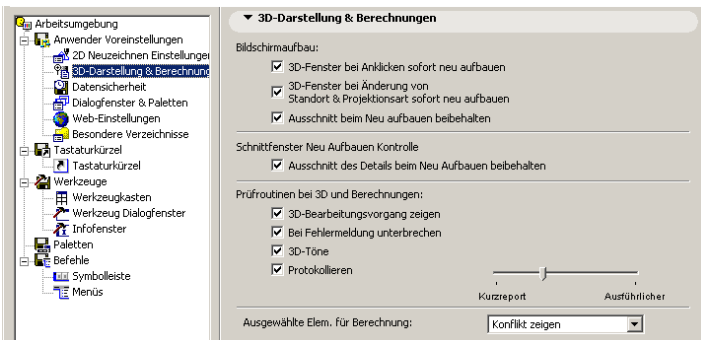 Arbeitsumgebung
Anwender Voreinstellungen
2D Neuzeichnen Einstellungen
3D-Darstellung & Berechnung
Datensicherheit
Dialogfenster & Paletten
Web-Einstellungen
Besondere Verzeichnisse
Tastaturkürzel
Tastaturkürzel
Werkzeuge
Werkzeugkasten
Werkzeug Dialogfenster
Infofenster
Paletten
Befehle
Symbolleiste
Menüs
3D-Darstellung & Berechnungen
Bildschirmaufbau:
3D-Fenster bei Anklicken sofort neu aufbauen
3D-Fenster bei Änderung von
Standort & Projektionsart sofort neu aufbauen
Ausschnitt beim Neu aufbauen beibehalten
Schnittfenster Neu Aufbauen Kontrolle
Ausschnitt des Details beim Neu Aufbauen beibehalten
Prüfroutinen bei 3D und Berechnungen:
3D-Bearbeitungsvorgang zeigen
Bei Fehlermeldung unterbrechen
3D-Töne
Protokollieren
Kurzreport Ausführlicher
Ausgewählte Elem. für Berechnung: Konflikt zeigen